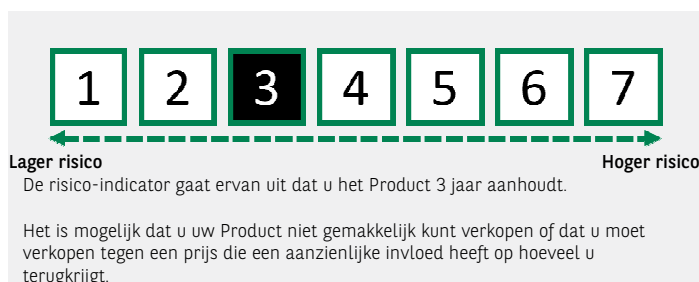 1 2 3 4 5 6 7
Lager risico Hoger risico
De risico-indicator gaat ervan uit dat u het Product 3 jaar aanhoudt.
Het is mogelijk dat u uw Product niet gemakkelijk kunt verkopen of dat u moet
verkopen tegen een prijs die een aanzienlijke invloed heeft op hoeveel u
terugkrijgt.